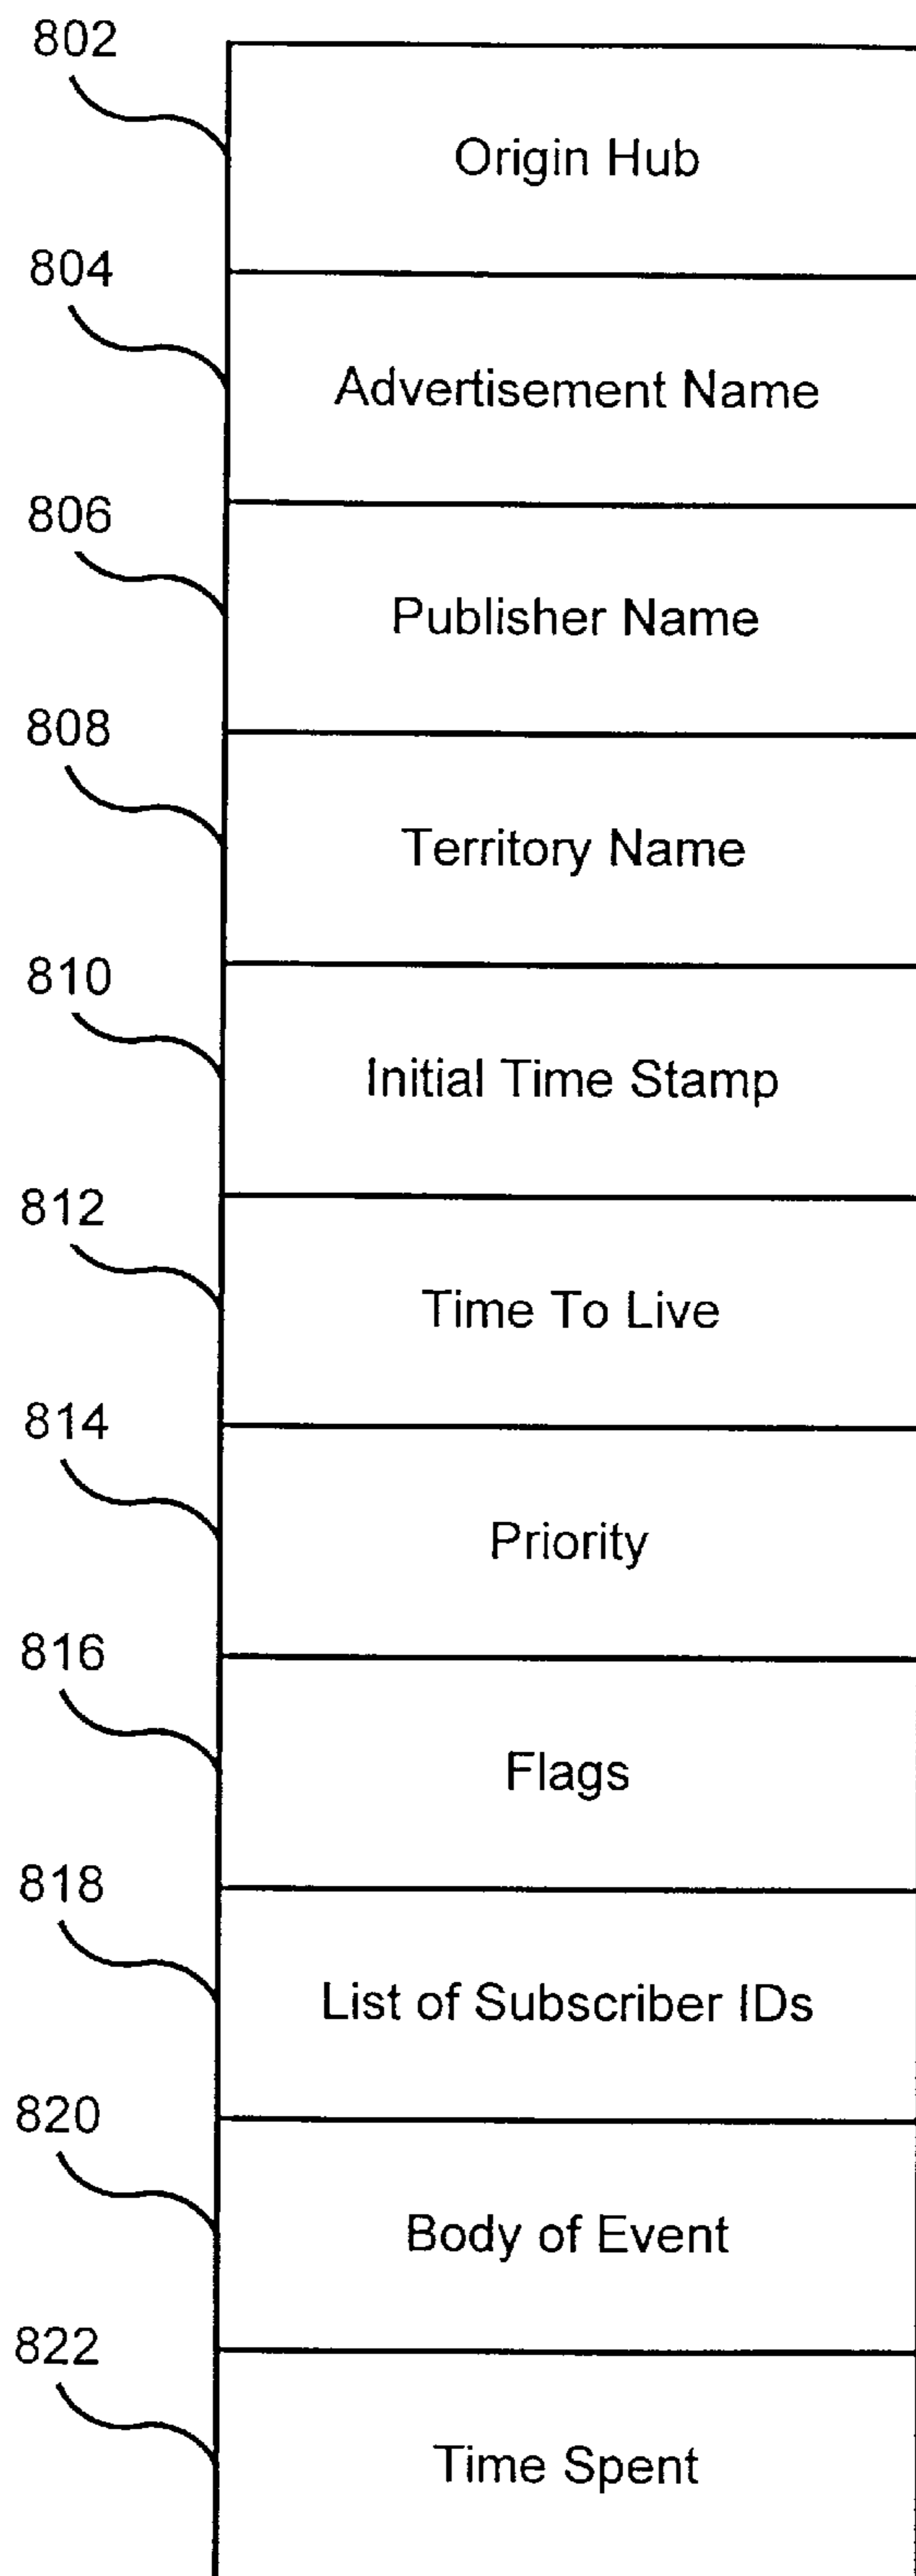 802
Origin Hub
804
Advertisement Name
806
Publisher Name
808
Territory Name
810
Initial Time Stamp
812
Time To Live
814
Priority
816
Flags
818
List of Subscriber IDs
820
Body of Event
822
Time Spent